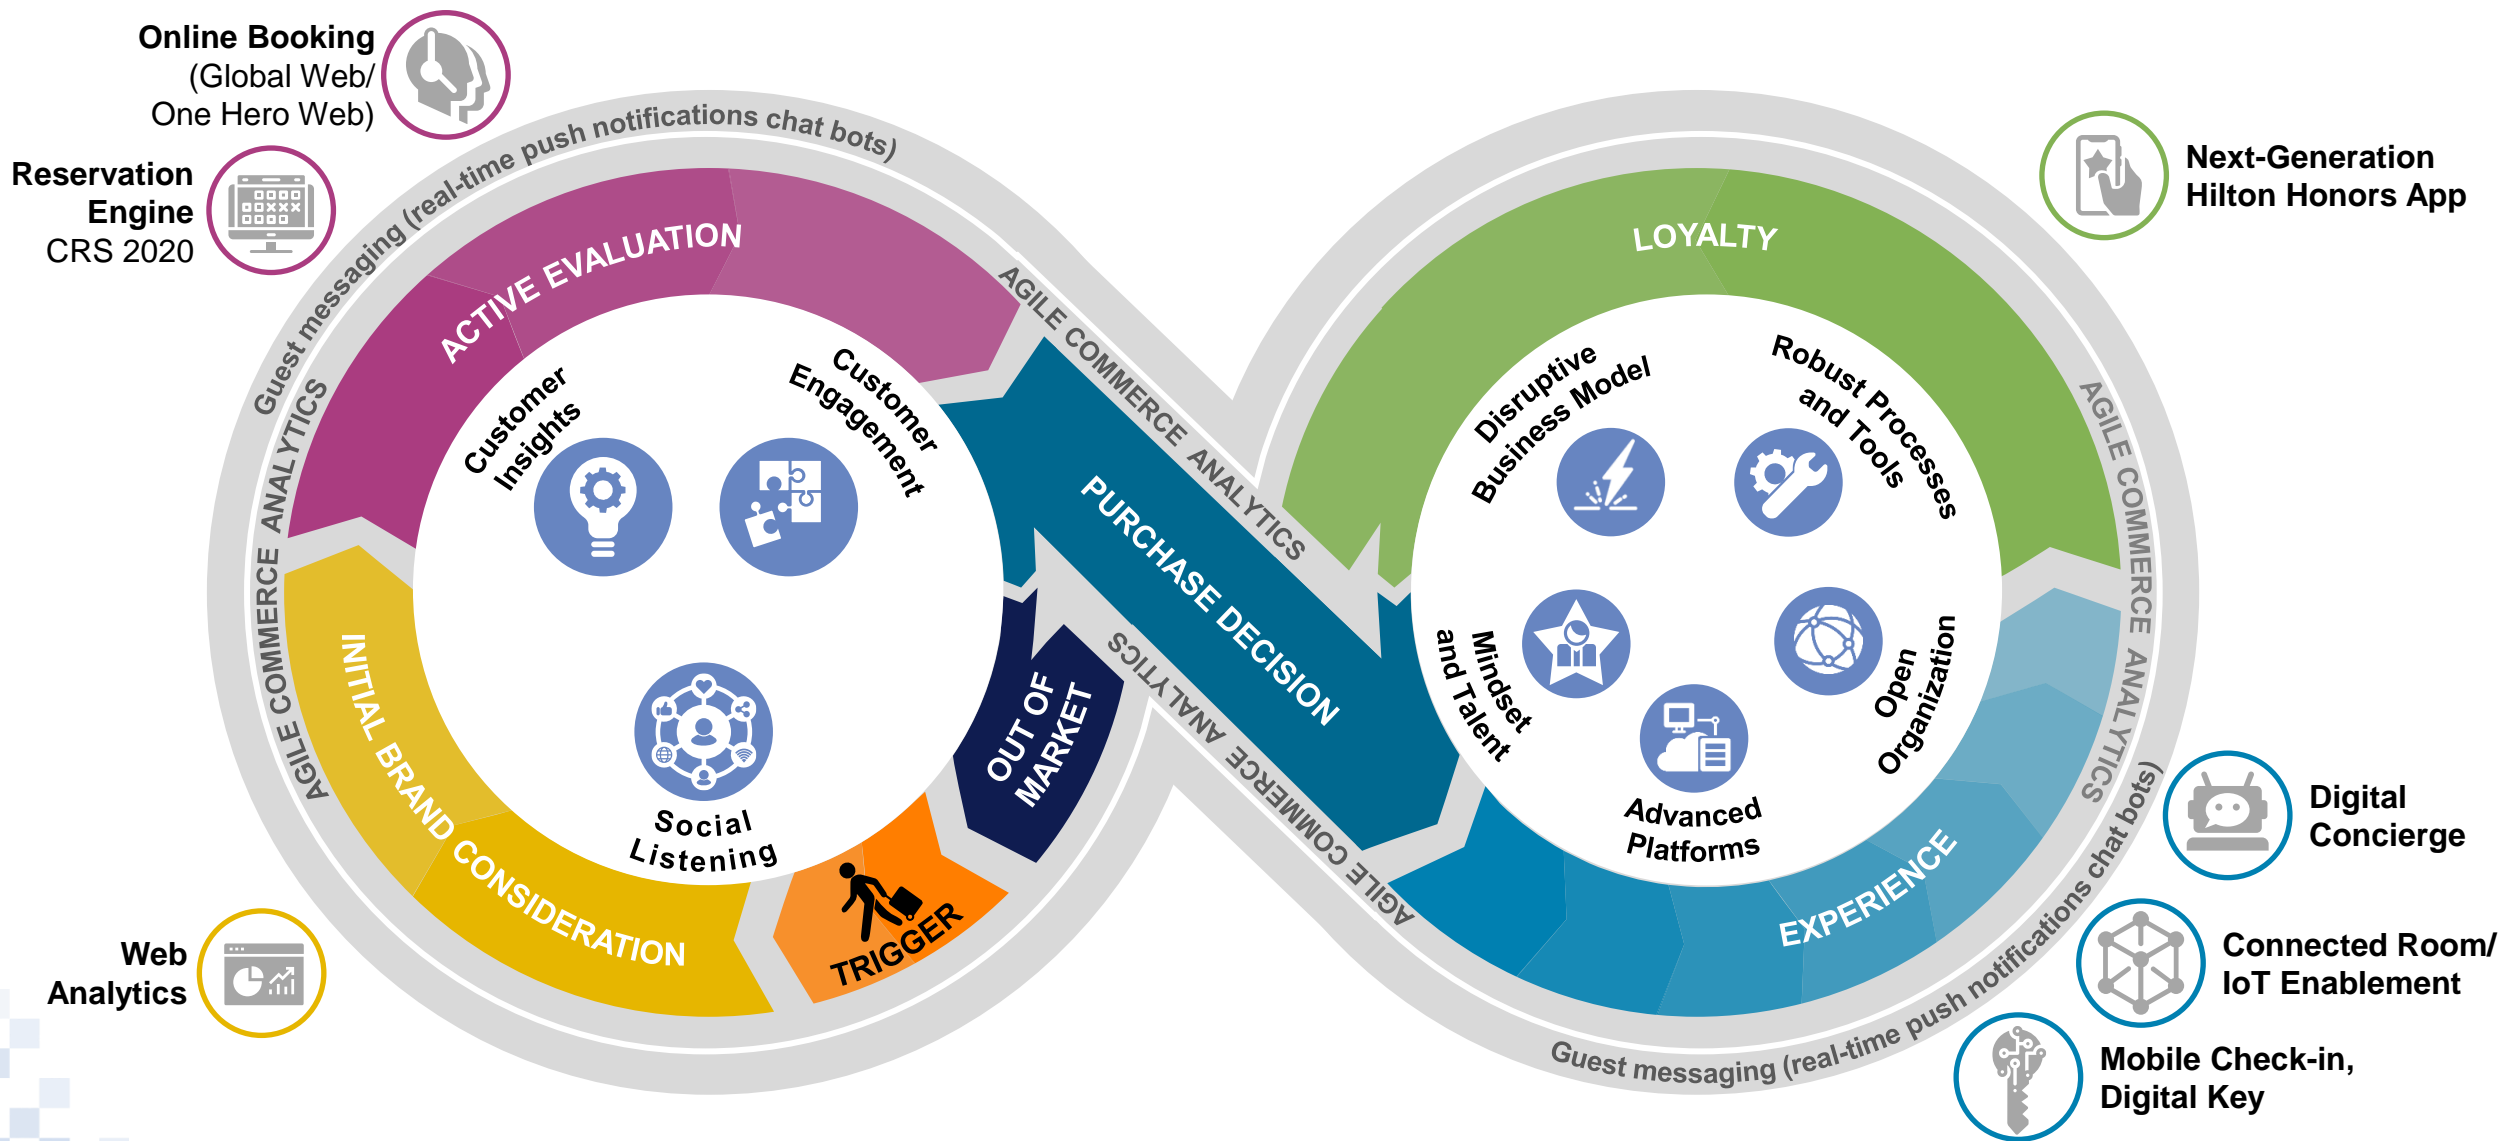 Online Booking
(Global Web/
One Hero Web)
Reservation
Engine
CRS 2020
Guest messaging (real-time push notifications chat bots)
AGILE COMMERCE ANALYTICS
ACTIVE EVALUATION
Customer
Insights
Customer
Engagement
Social
Listening
INITIAL BRAND CONSIDERATION
Web
Analytics
TRIGGER
OUT OF
MARKET
AGILE COMMERCE ANALYTICS
PURCHASE DECISION
AGILE COMMERCE ANALYTICS
LOYALTY
Disruptive
Business Model
Robust Processes
and Tools
Mindset
and Talent
Open
Organization
Advanced
Platforms
EXPERIENCE
AGILE COMMERCE ANALYTICS
Guest messaging (real-time push notifications chat bots)
Next-Generation
Hilton Honors App
Digital
Concierge
Connected Room/
IoT Enablement
Mobile Check-in,
Digital Key